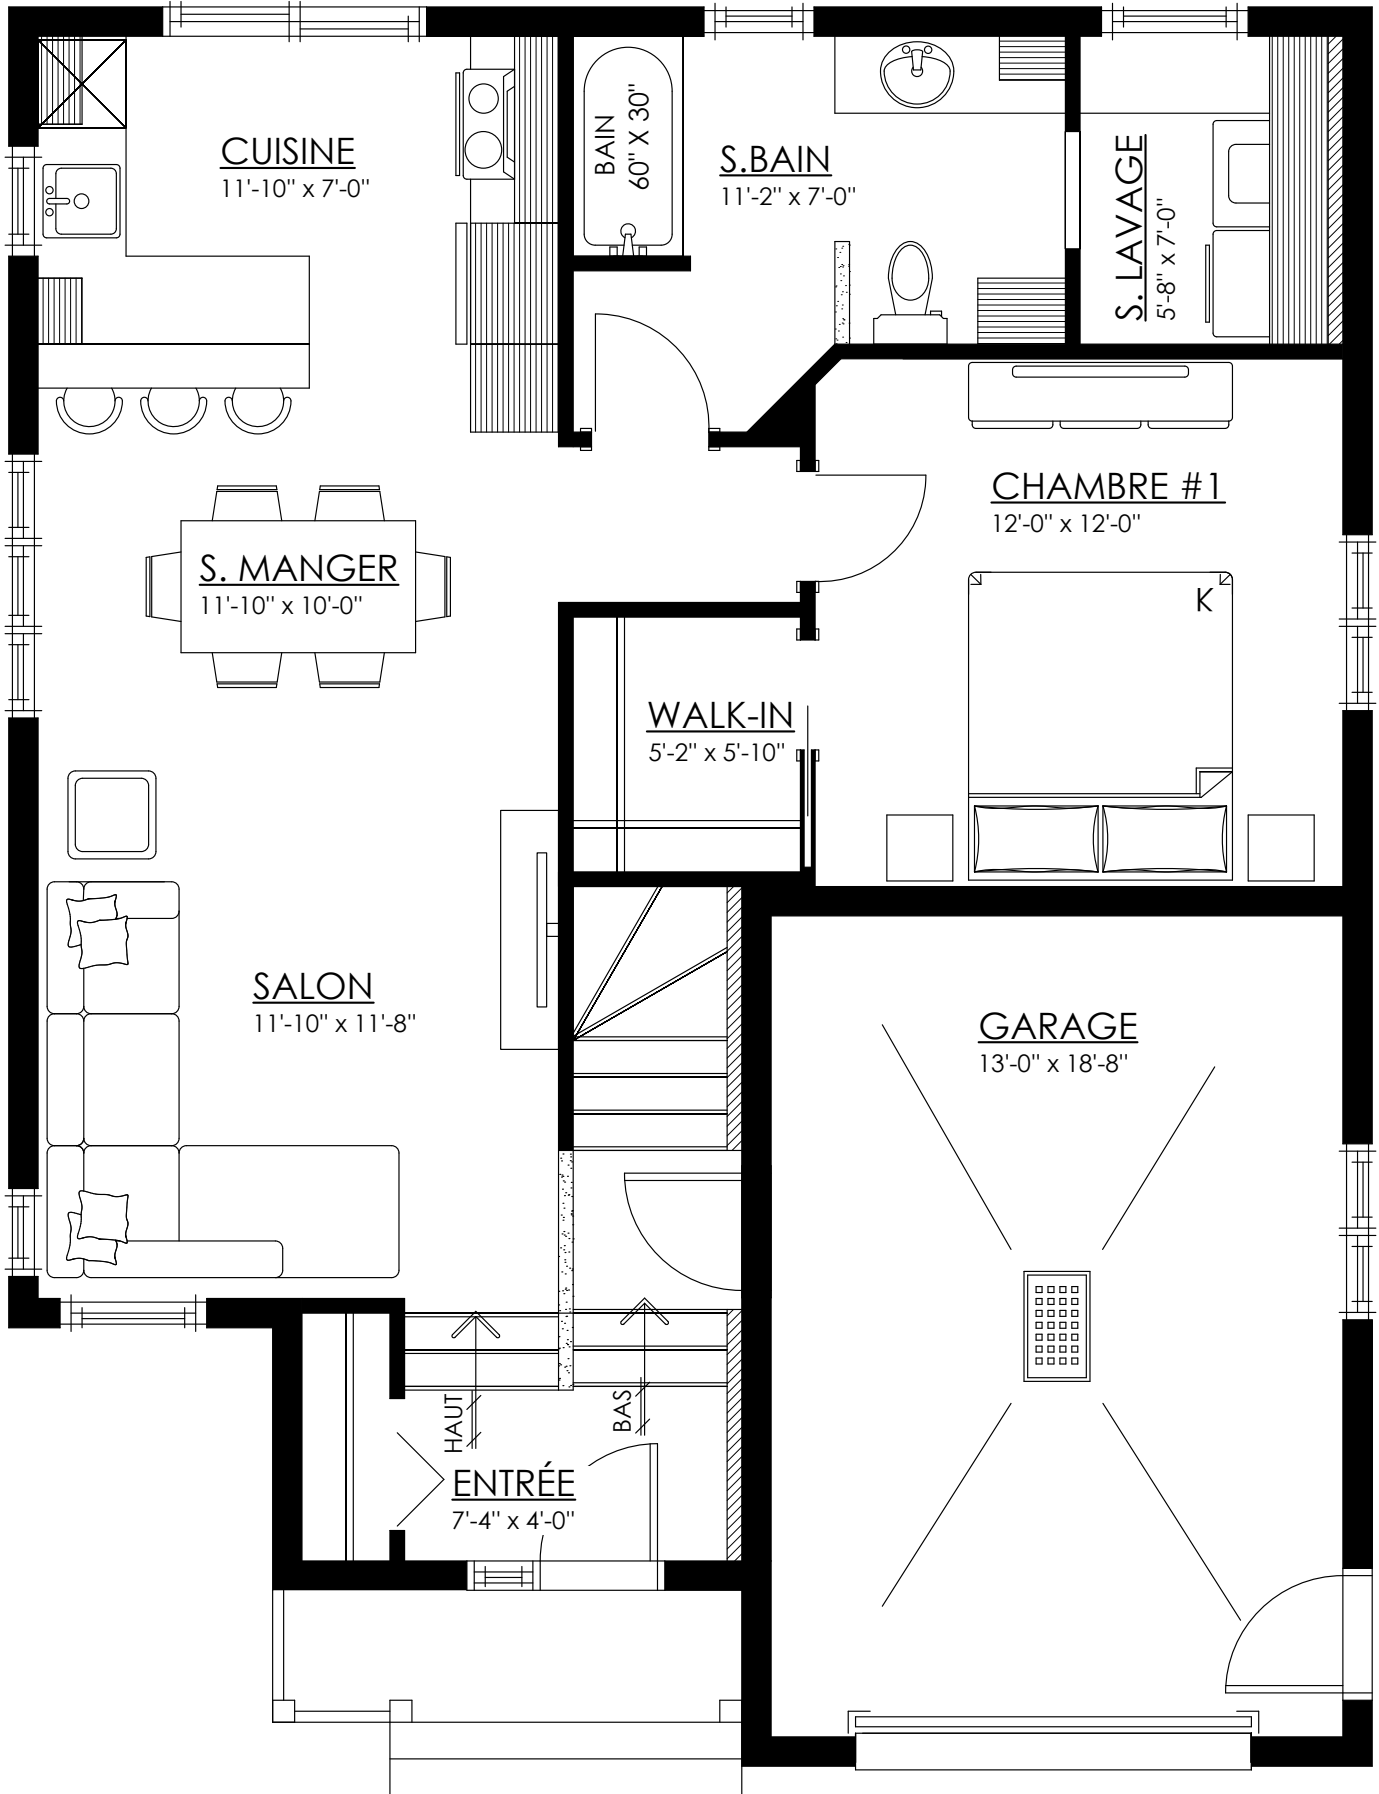 CUISINE
11'-10" x 7'-0"
BAIN
60" X 30"
S.BAIN
11'-2" x 7'-0"
S. LAVAGE
5'-8" x 7'-0"
CHAMBRE #1
12'-0" x 12'-0"
K
S. MANGER
11'-10" x 10'-0"
WALK-IN
5'-2" x 5'-10"
SALON
11'-10" x 11'-8"
GARAGE
13'-0" x 18'-8"
HAUT
BAS
ENTRÉE
7'-4" x 4'-0"